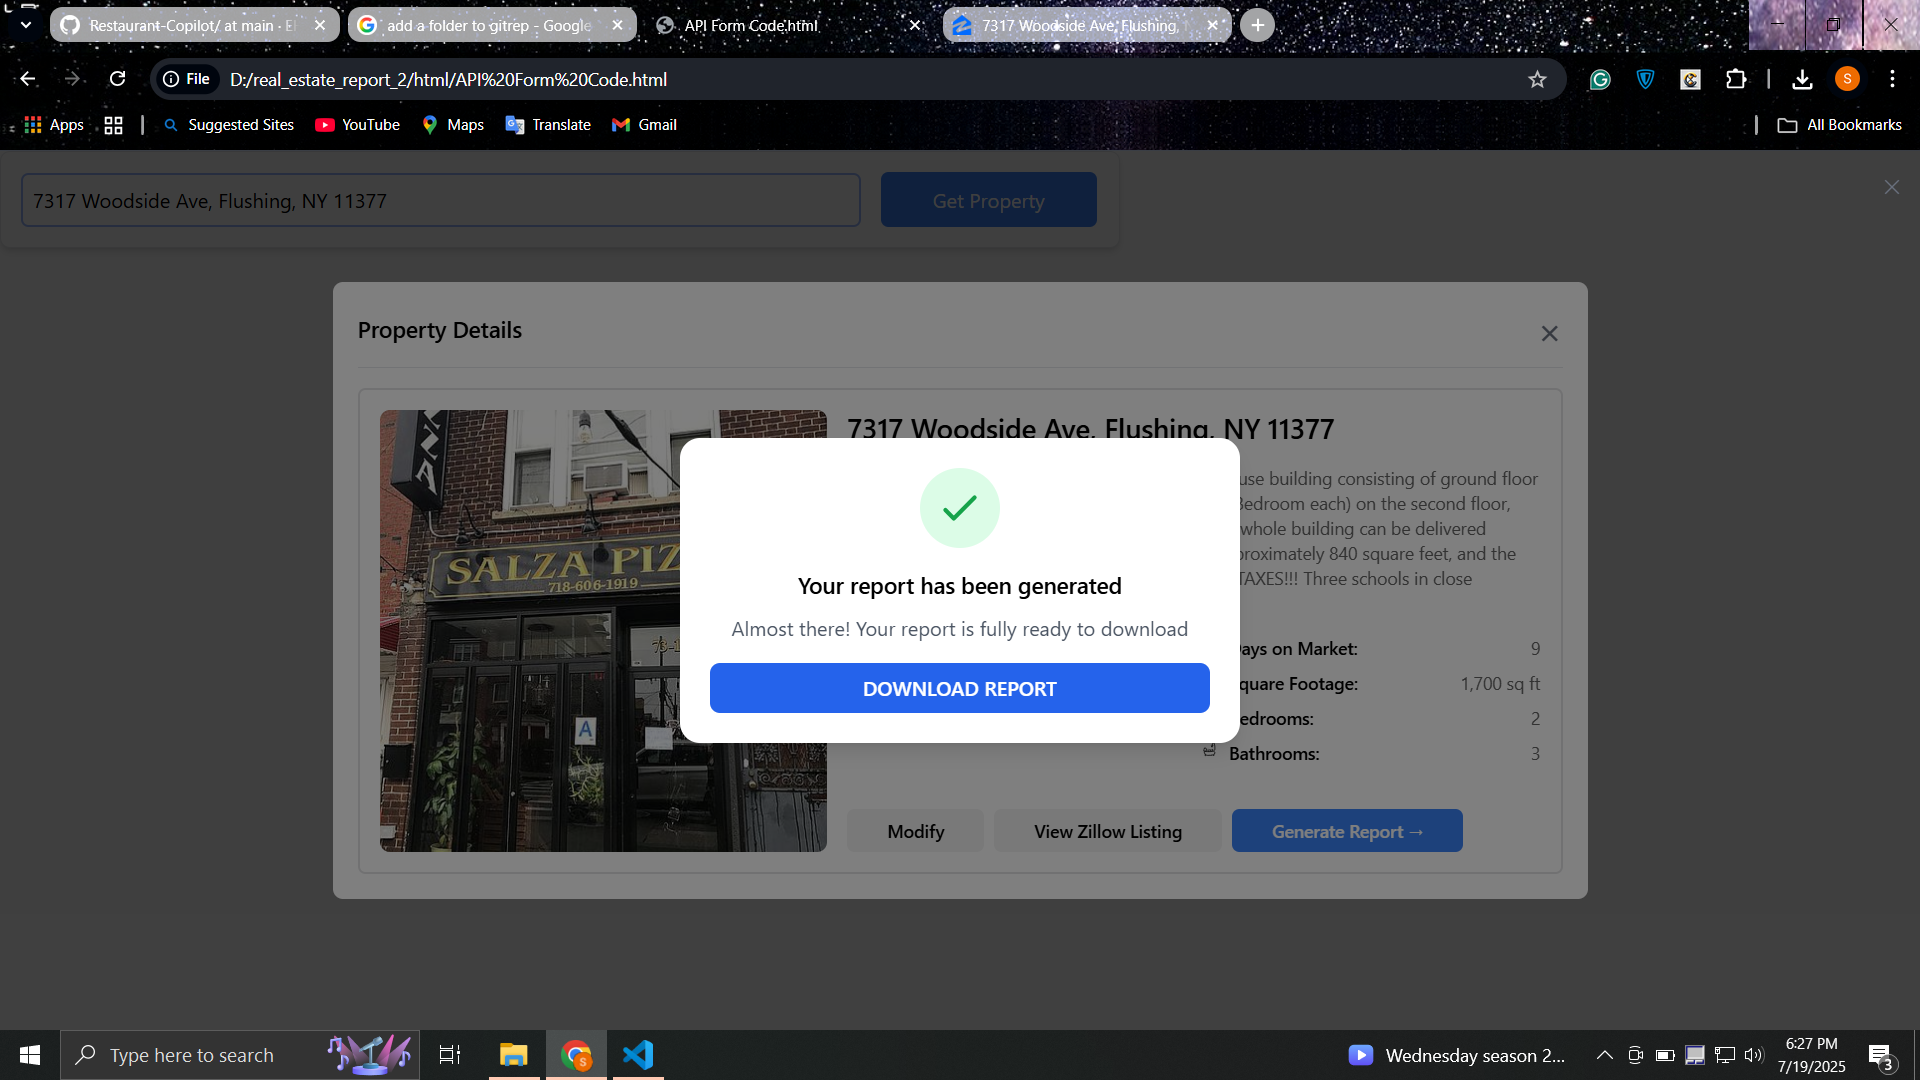 Restaurant-Copilot/ at main · El
add a folder to gitrep - Google
API Form Code.html
7317 Woodside Ave, Flushing,
File
D:/real_estate_report_2/html/API%20Form%20Code.html
S
Apps
Suggested Sites
YouTube
Maps
Translate
Gmail
All Bookmarks
7317 Woodside Ave, Flushing, NY 11377
Get Property
Property Details
7317 Woodside Ave, Flushing, NY 11377
use building consisting of ground floor
Bedroom each) on the second floor,
whole building can be delivered
proximately 840 square feet, and the
TAXES!!! Three schools in close
SALZA PIZ
718-606-1919
A
Your report has been generated
Almost there! Your report is fully ready to download
DOWNLOAD REPORT
Days on Market: 9
quare Footage: 1,700 sq ft
edrooms: 2
Bathrooms: 3
Modify
View Zillow Listing
Generate Report →
Type here to search
S
Wednesday season 2...
6:27 PM
7/19/2025
3